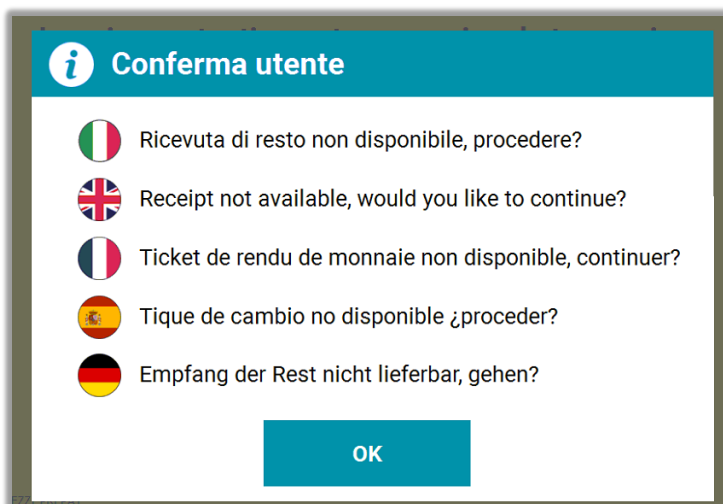 Conferma utente
Ricevuta di resto non disponibile, procedere?
Receipt not available, would you like to continue?
Ticket de rendu de monnaie non disponible, continuer?
Tique de cambio no disponible ¿proceder?
Empfang der Rest nicht lieferbar, gehen?
OK